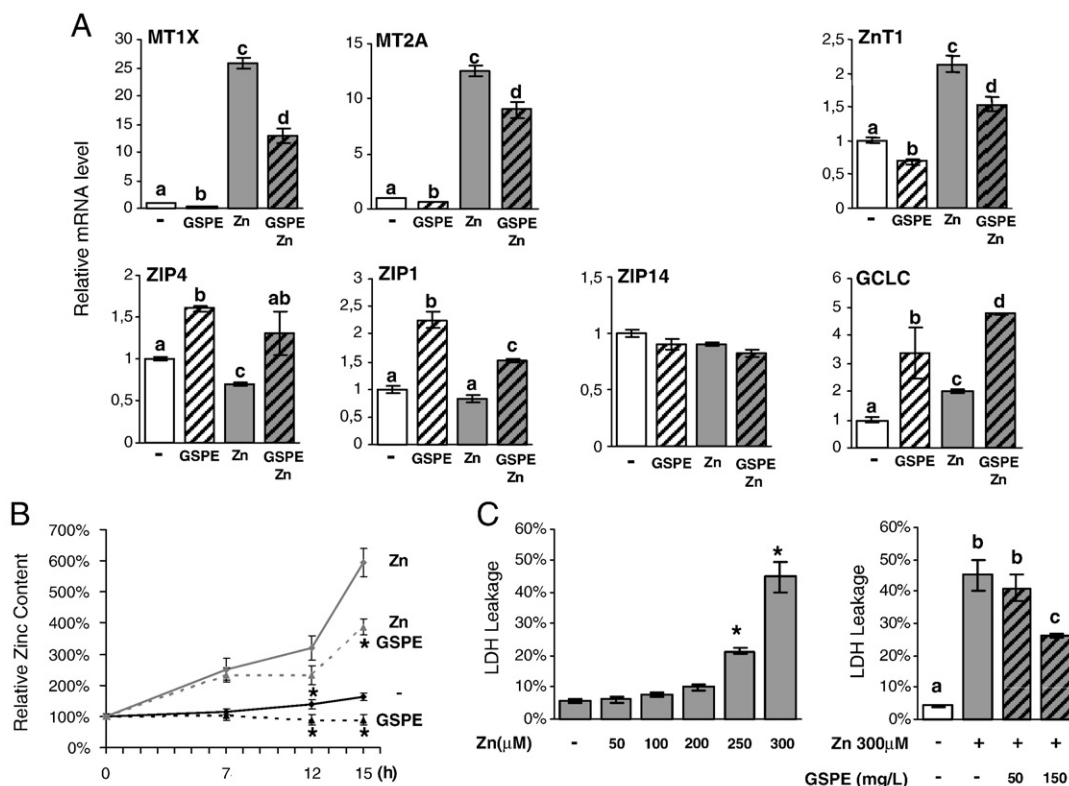 A
Relative mRNA level
MT1X
30
25
20
15
10
5
0
a
b
c
d
-
GSPE
Zn
GSPE
Zn
MT2A
15
10
5
0
a
b
c
d
-
GSPE
Zn
GSPE
Zn
ZnT1
2,5
2
1,5
1
0,5
0
a
b
c
d
-
GSPE
Zn
GSPE
Zn
ZIP4
2
1,5
1
0,5
0
a
b
c
ab
-
GSPE
Zn
GSPE
Zn
ZIP1
3
2,5
2
1,5
1
0,5
0
a
b
a
c
-
GSPE
Zn
GSPE
Zn
ZIP14
1,5
1
0,5
0
-
GSPE
Zn
GSPE
Zn
GCLC
6
5
4
3
2
1
0
a
b
c
d
-
GSPE
Zn
GSPE
Zn
B
Relative Zinc Content
700%
600%
500%
400%
300%
200%
100%
0%
Zn
Zn
* GSPE
*
-
GSPE
* *
0 7 12 15 (h)
C
LDH Leakage
60%
50%
40%
30%
20%
10%
0%
* *
Zn(μM) - 50 100 200 250 300
LDH Leakage
60%
50%
40%
30%
20%
10%
0%
a
b
b
c
Zn 300μM - + + +
GSPE (mg/L) - - 50 150